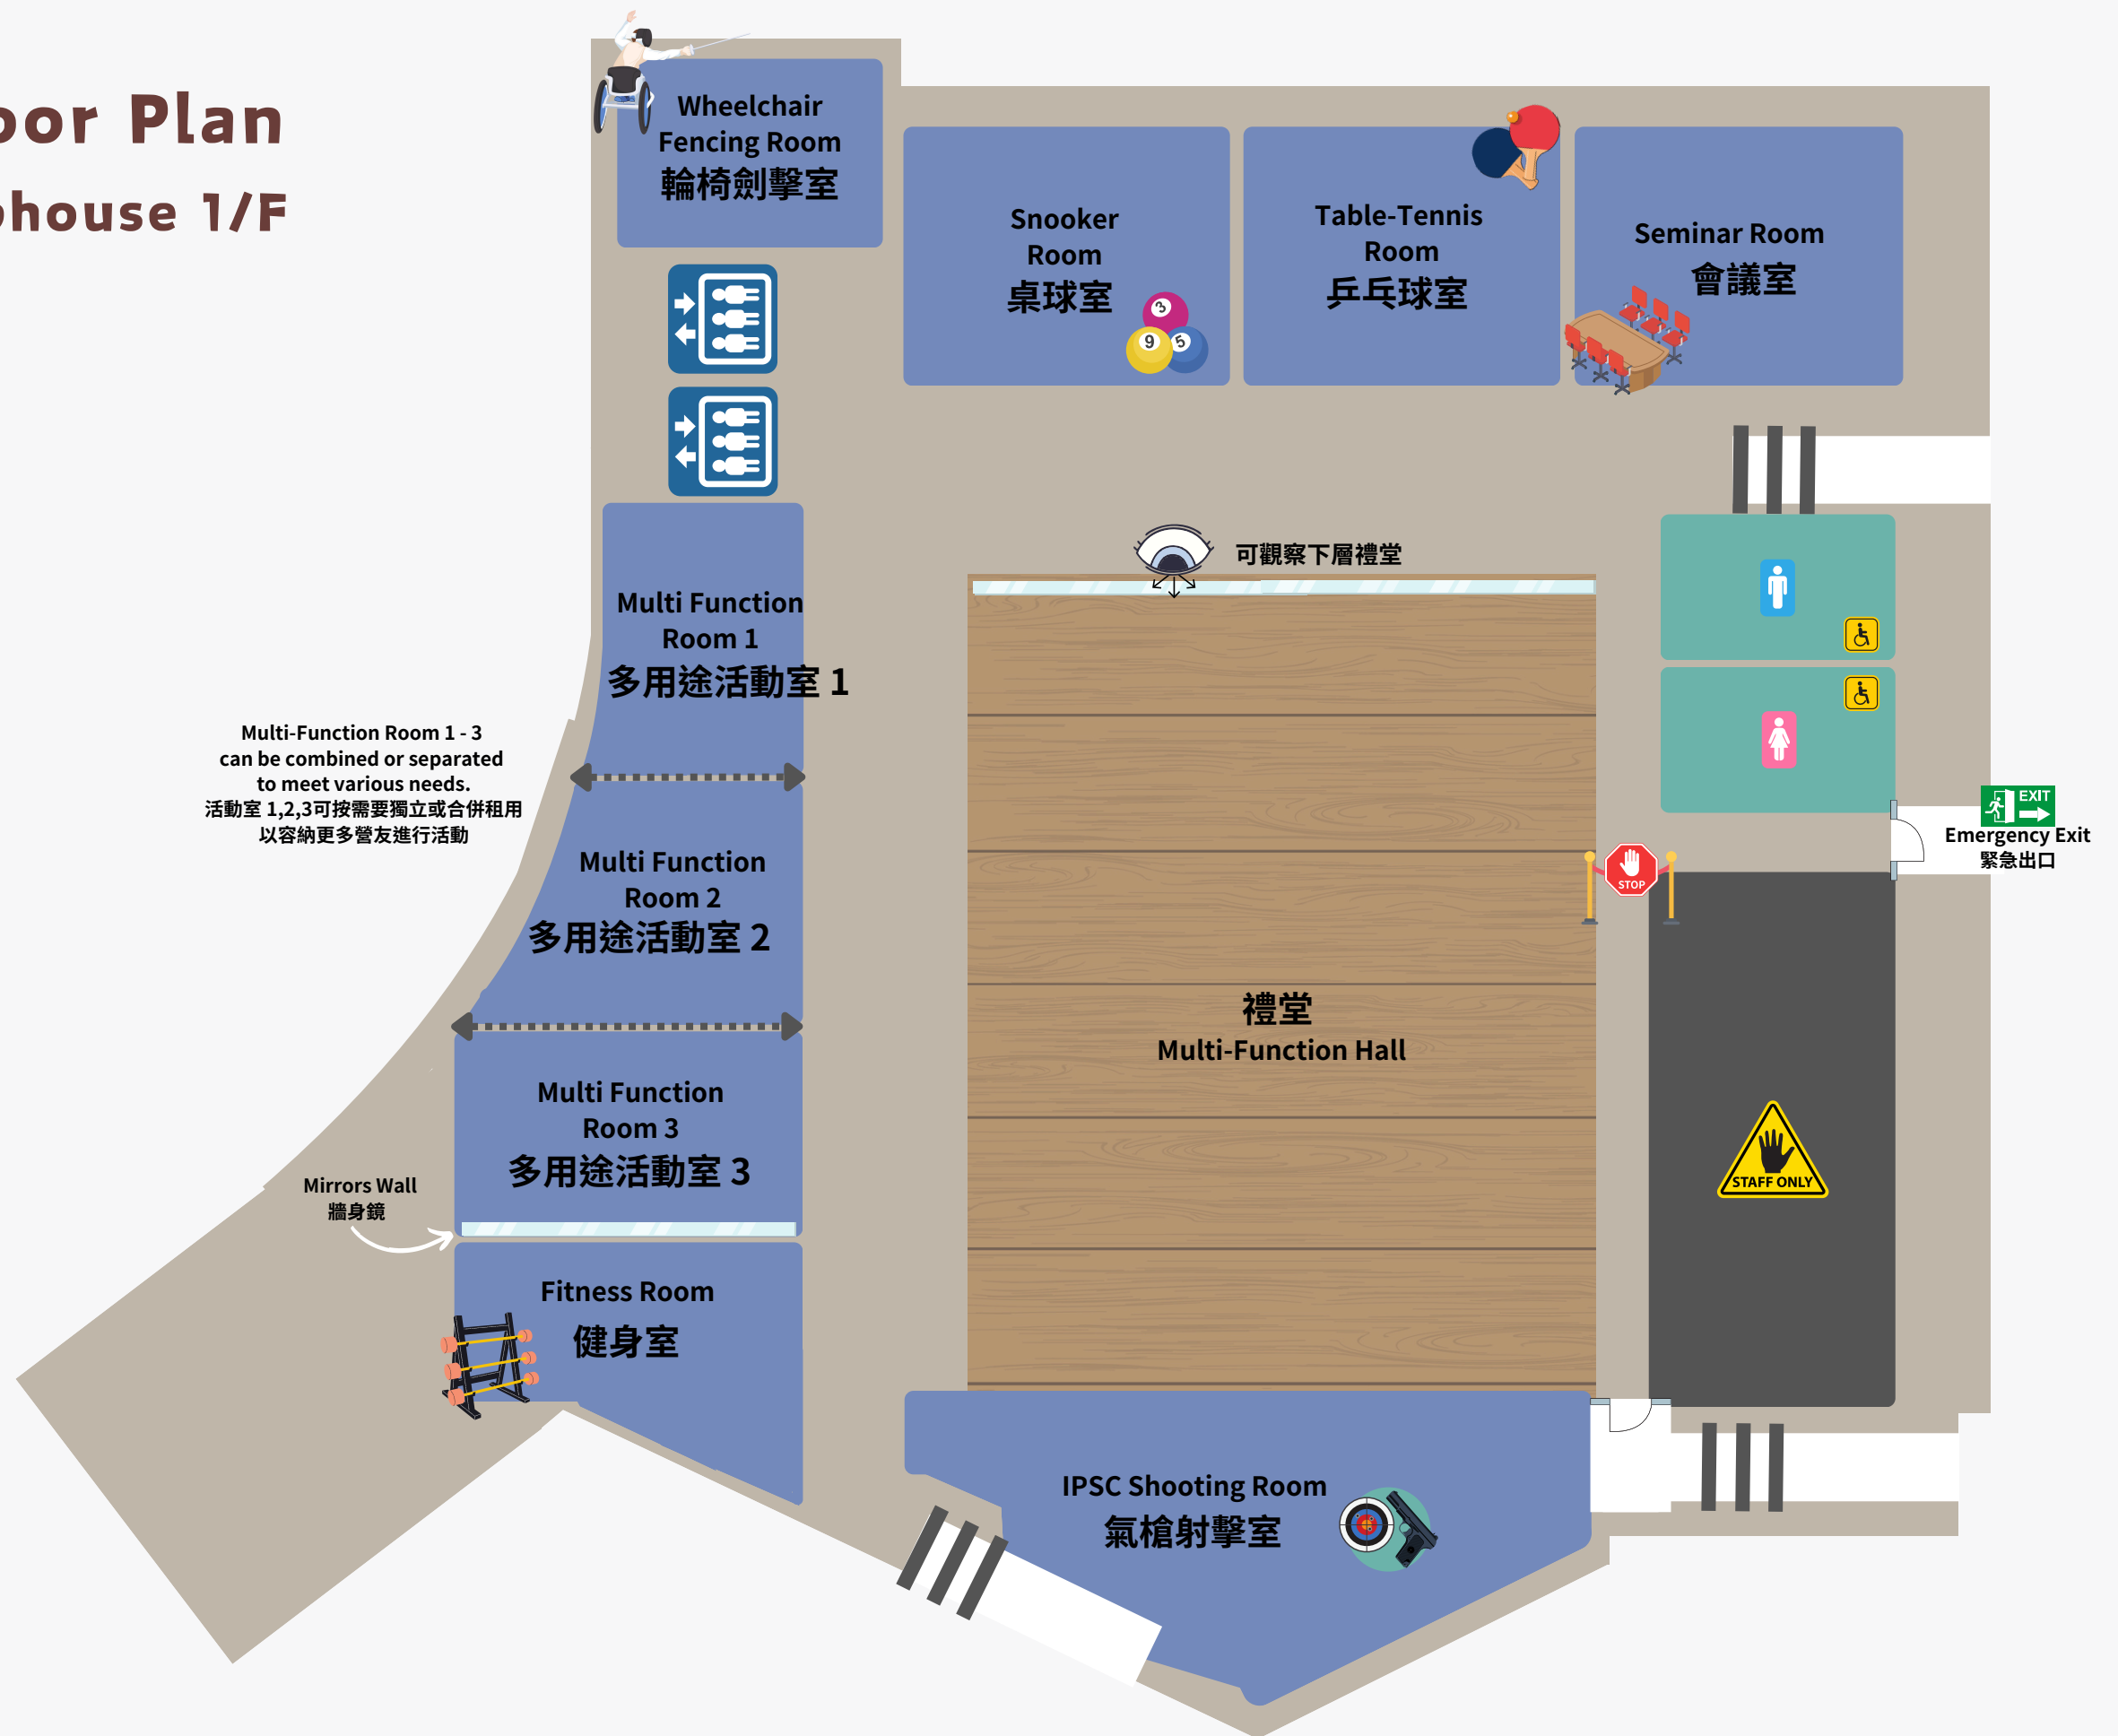 oor Plan
house 1/F
Wheelchair
Fencing Room
輪椅劍擊室
Snooker
Room
桌球室
3
9
5
Table-Tennis
Room
乒乓球室
Seminar Room
會議室
可觀察下層禮堂
Multi Function
Room 1
多用途活動室 1
Multi-Function Room 1 - 3
can be combined or separated
to meet various needs.
活動室 1,2,3可按需要獨立或合併租用
以容納更多營友進行活動
Multi Function
Room 2
多用途活動室 2
EXIT
Emergency Exit
緊急出口
STOP
禮堂
Multi-Function Hall
Multi Function
Room 3
多用途活動室 3
STAFF ONLY
Mirrors Wall
牆身鏡
Fitness Room
健身室
IPSC Shooting Room
氣槍射擊室